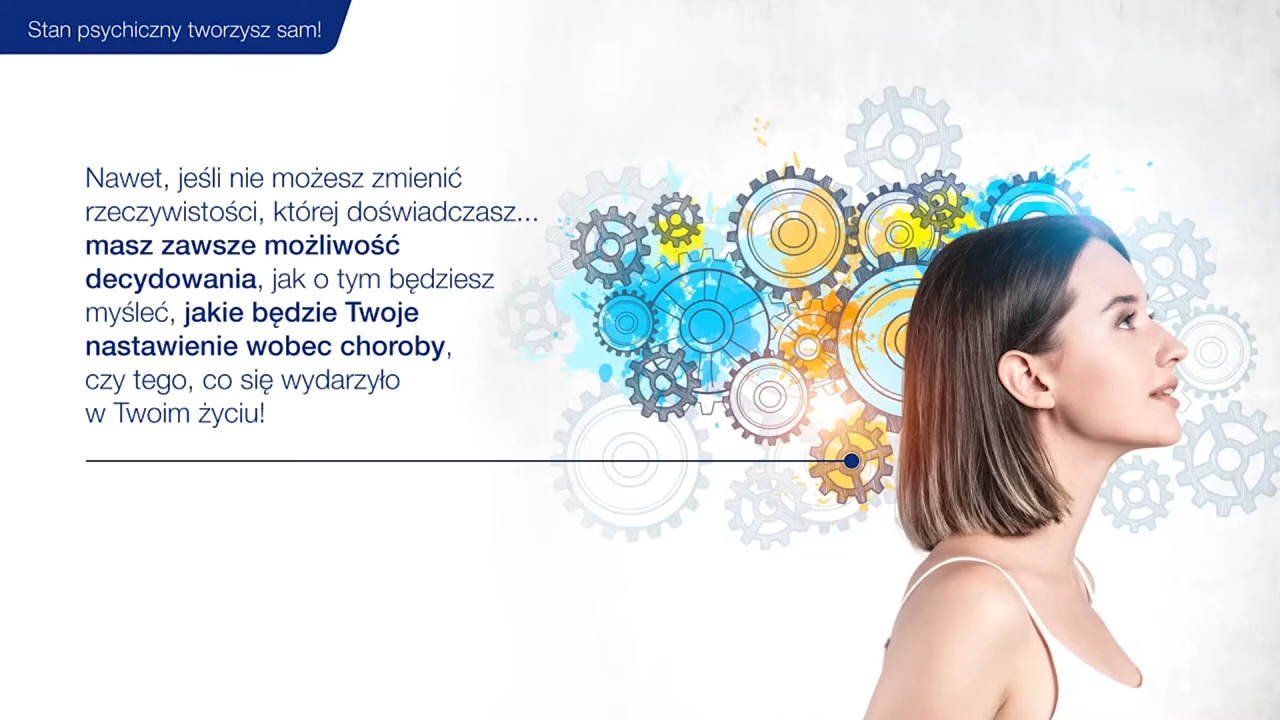 Stan psychiczny tworzysz sam!
Nawet, jeśli nie możesz zmienić
rzeczywistości, której doświadczasz...
masz zawsze możliwość
decydowania, jak o tym będziesz
myśleć, jakie będzie Twoje
nastawienie wobec choroby,
czy tego, co się wydarzyło
w Twoim życiu!